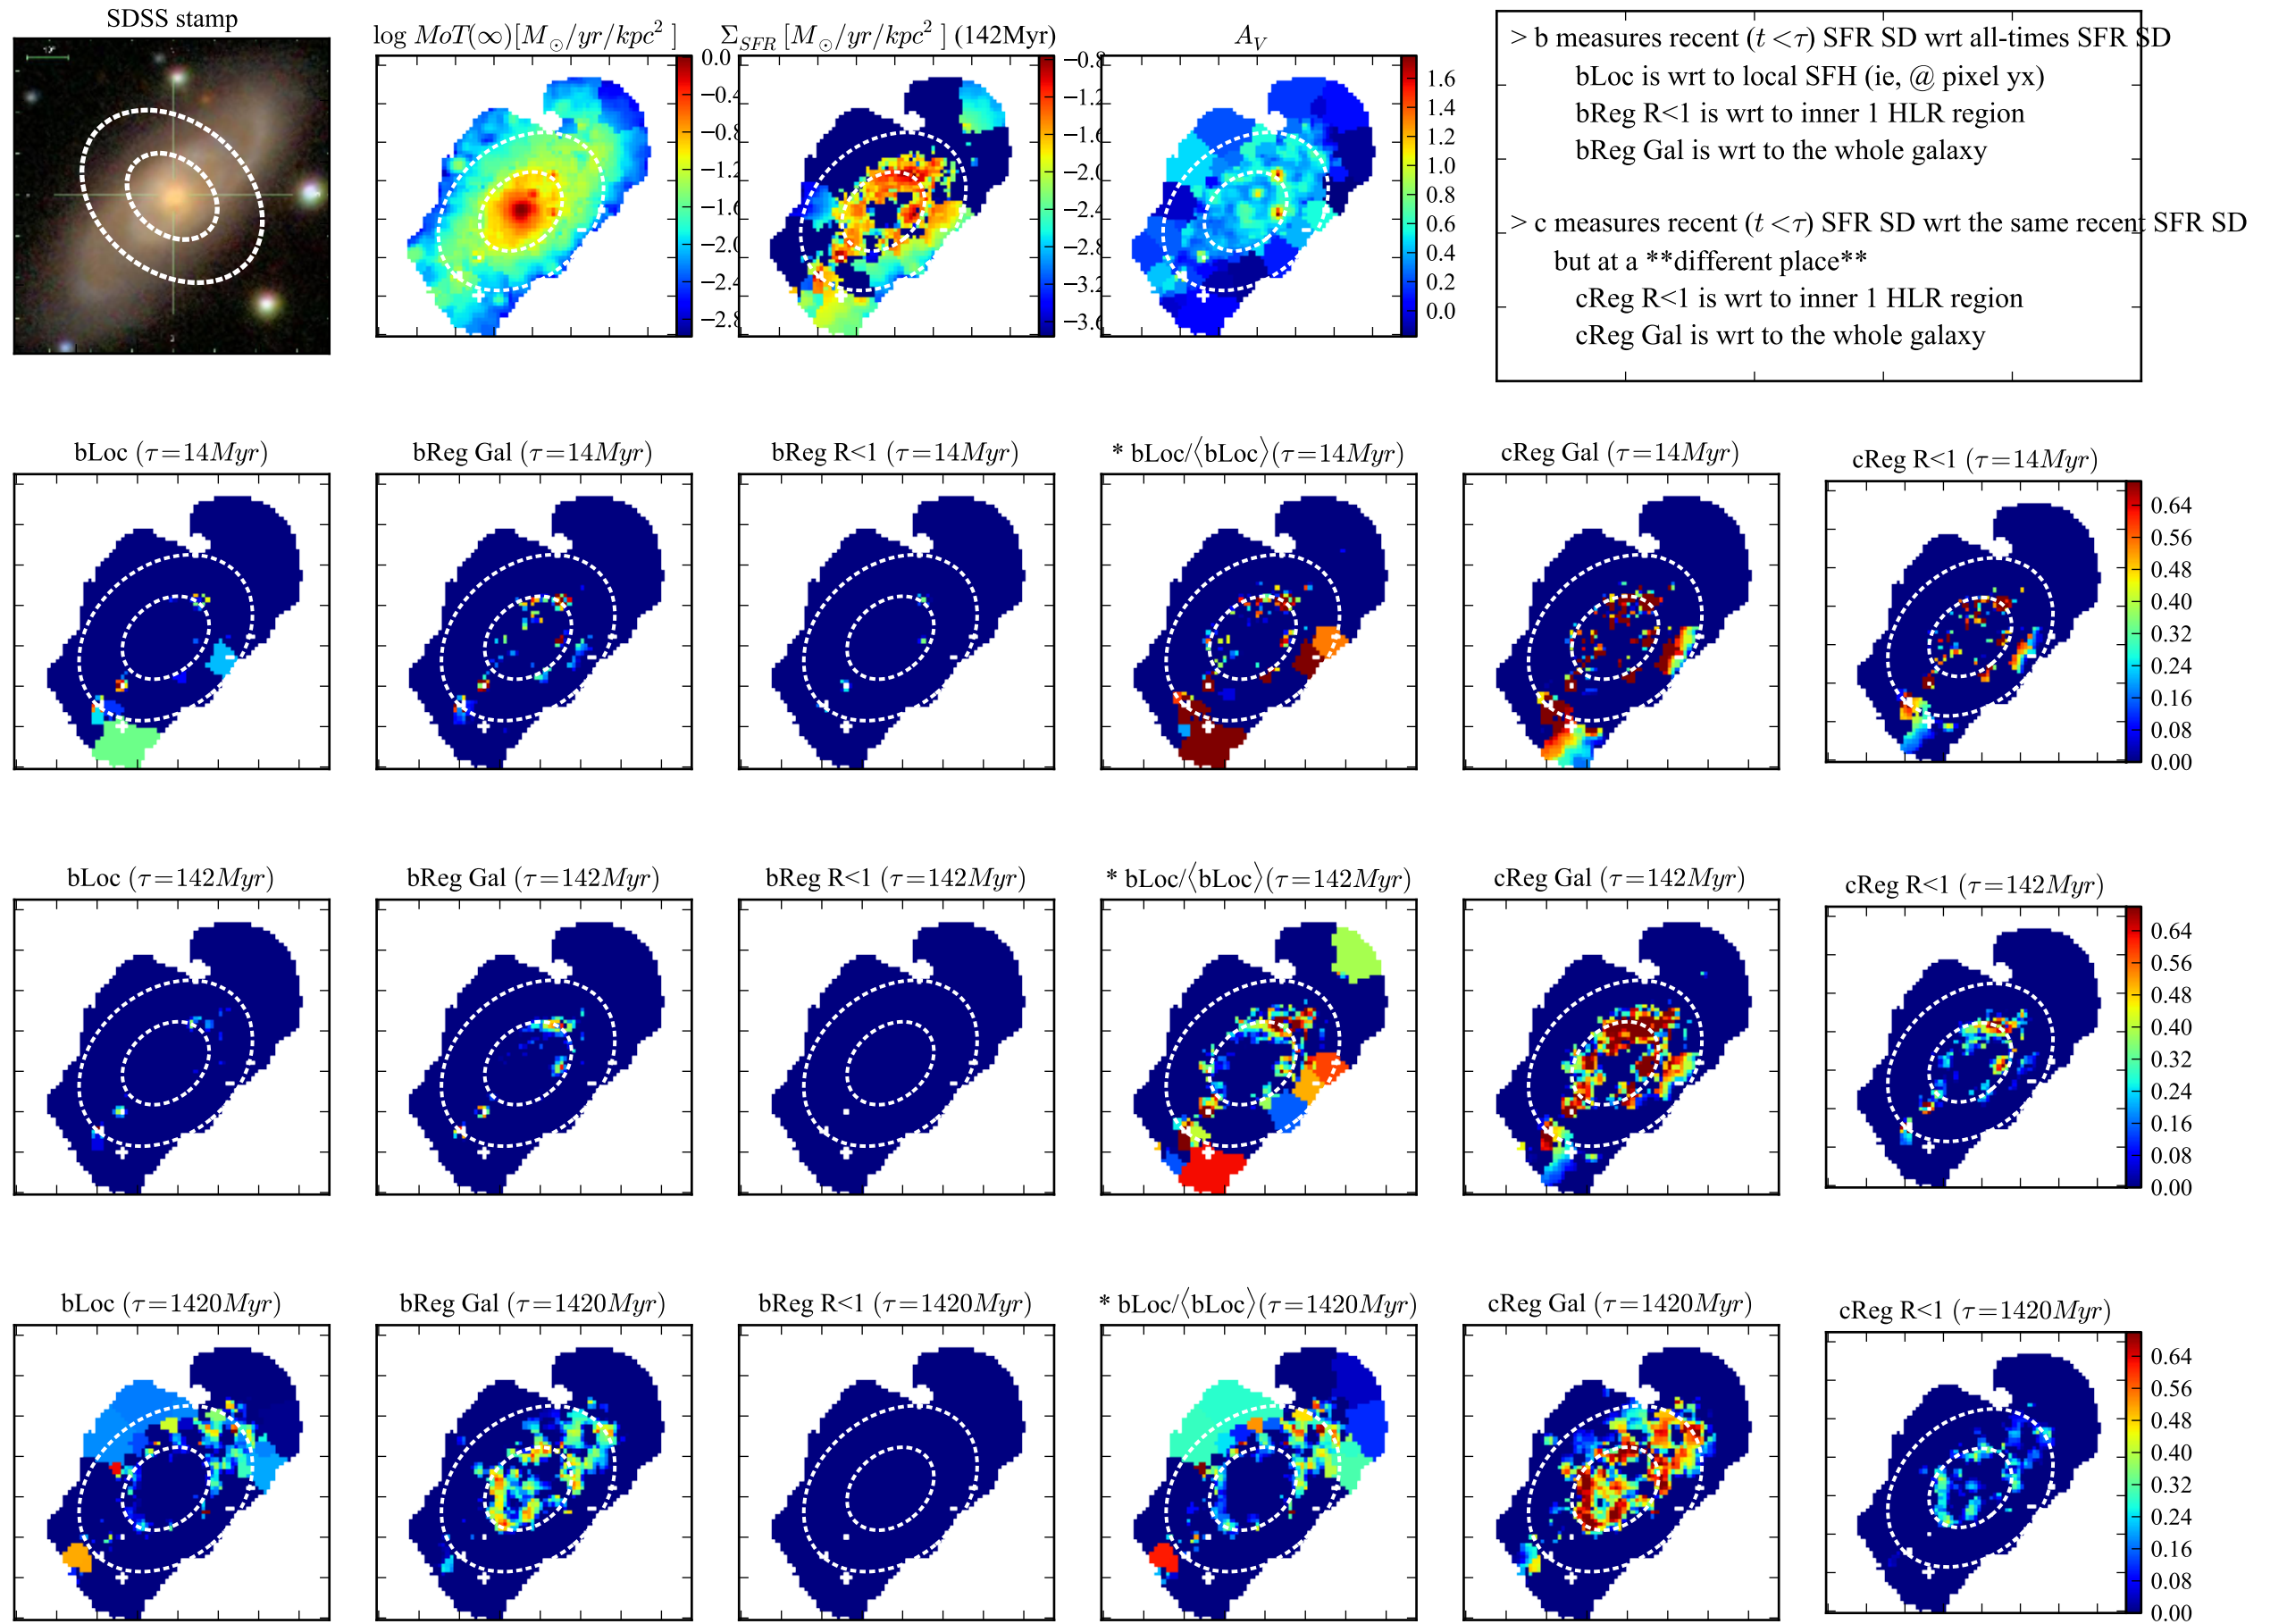 SDSS stamp
log MoT(∞)[M⊙/yr/kpc² ]
Σ_SFR [M⊙/yr/kpc² ] (142Myr)
A_V
0.0
−0.4
−0.8
−1.2
−1.6
−2.0
−2.4
−2.8
−0.8
−1.2
−1.6
−2.0
−2.4
−2.8
−3.2
−3.6
1.6
1.4
1.2
1.0
0.8
0.6
0.4
0.2
0.0
> b measures recent (t <τ) SFR SD wrt all-times SFR SD
bLoc is wrt to local SFH (ie, @ pixel yx)
bReg R<1 is wrt to inner 1 HLR region
bReg Gal is wrt to the whole galaxy
> c measures recent (t <τ) SFR SD wrt the same recent SFR SD
but at a **different place**
cReg R<1 is wrt to inner 1 HLR region
cReg Gal is wrt to the whole galaxy
bLoc (τ=14Myr)
bReg Gal (τ=14Myr)
bReg R<1 (τ=14Myr)
* bLoc/⟨bLoc⟩(τ=14Myr)
cReg Gal (τ=14Myr)
cReg R<1 (τ=14Myr)
0.64
0.56
0.48
0.40
0.32
0.24
0.16
0.08
0.00
bLoc (τ=142Myr)
bReg Gal (τ=142Myr)
bReg R<1 (τ=142Myr)
* bLoc/⟨bLoc⟩(τ=142Myr)
cReg Gal (τ=142Myr)
cReg R<1 (τ=142Myr)
0.64
0.56
0.48
0.40
0.32
0.24
0.16
0.08
0.00
bLoc (τ=1420Myr)
bReg Gal (τ=1420Myr)
bReg R<1 (τ=1420Myr)
* bLoc/⟨bLoc⟩(τ=1420Myr)
cReg Gal (τ=1420Myr)
cReg R<1 (τ=1420Myr)
0.64
0.56
0.48
0.40
0.32
0.24
0.16
0.08
0.00